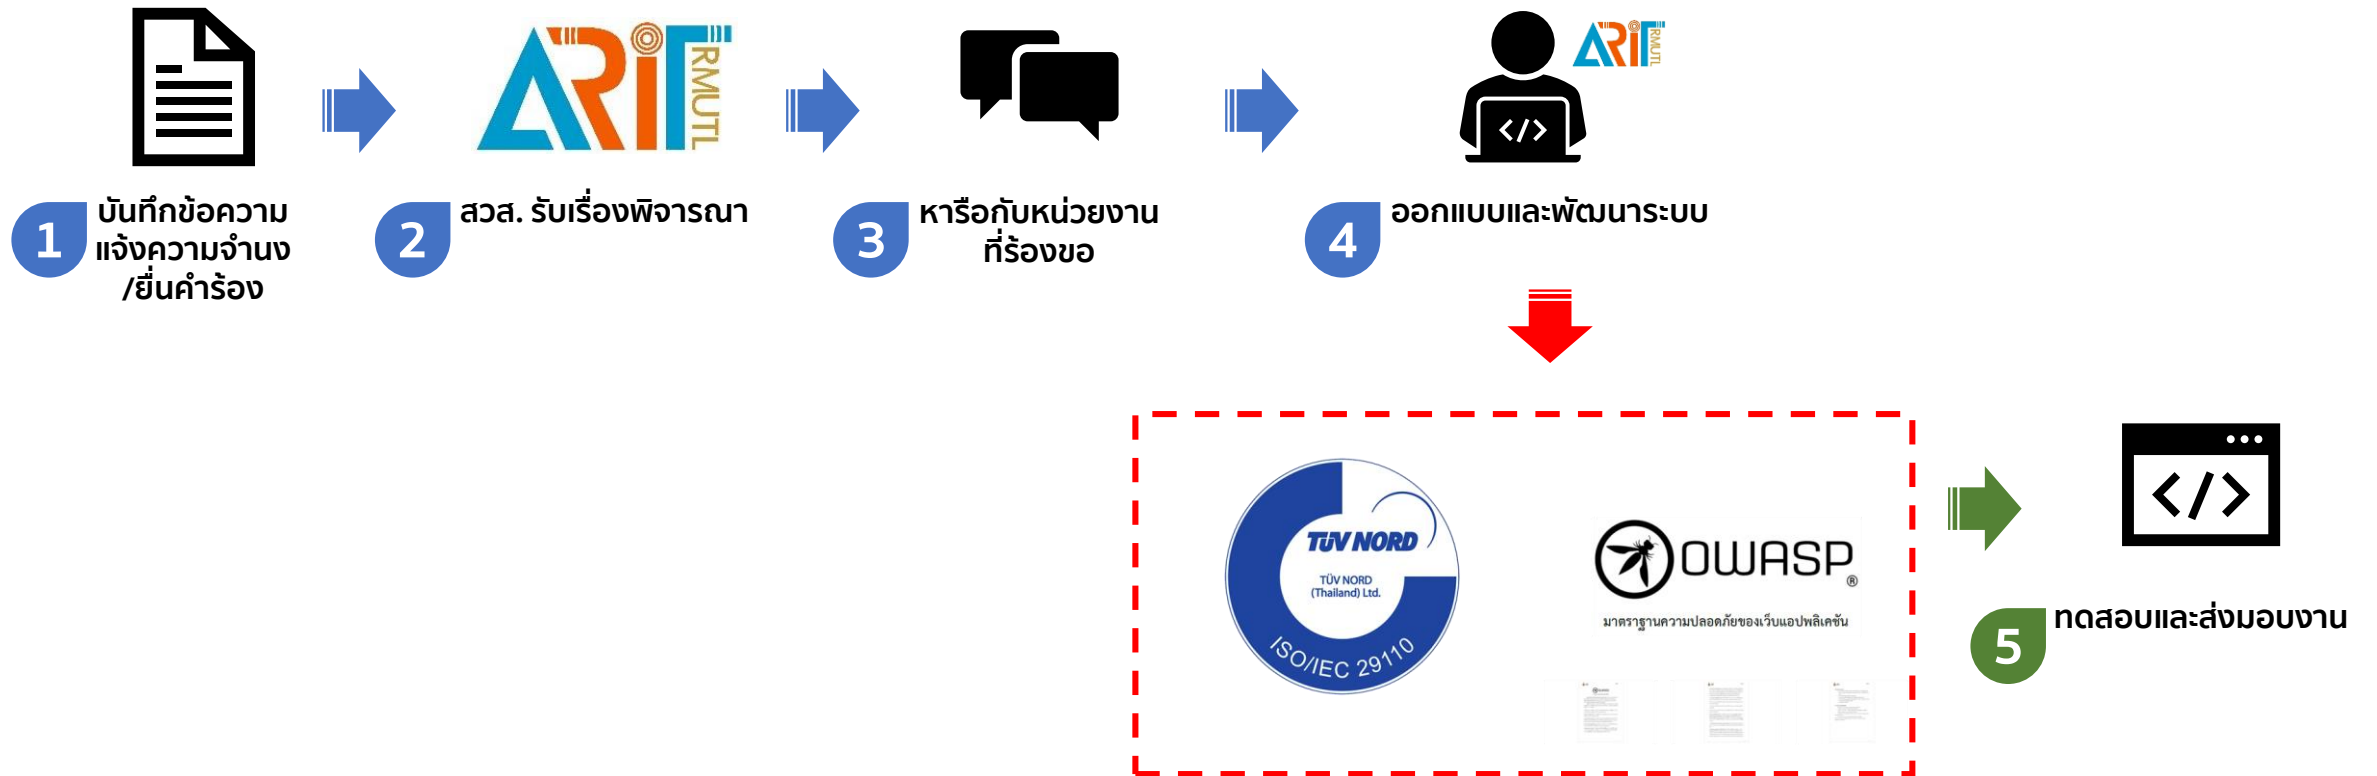 ARiT
RMUTL
ARiT
RMUTL
</>
1
บันทึกข้อความ
แจ้งความจำนง
/ยื่นคำร้อง
2
สวส. รับเรื่องพิจารณา
3
หารือกับหน่วยงาน
ที่ร้องขอ
4
ออกแบบและพัฒนาระบบ
TÜV NORD
TÜV NORD
(Thailand) Ltd.
ISO/IEC 29110
OWASP
®
มาตราฐานความปลอดภัยของเว็บแอปพลิเคชัน
</>
5
ทดสอบและส่งมอบงาน